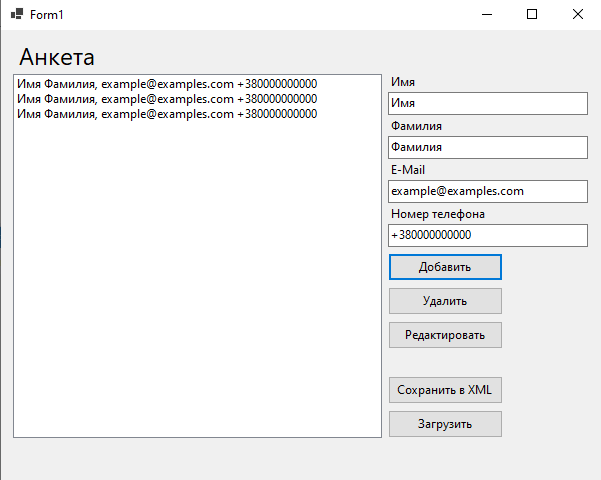 Form1
Анкета
Имя Фамилия, example@examples.com +380000000000
Имя Фамилия, example@examples.com +380000000000
Имя Фамилия, example@examples.com +380000000000
Имя
Имя
Фамилия
Фамилия
E-Mail
example@examples.com
Номер телефона
+380000000000
Добавить
Удалить
Редактировать
Сохранить в XML
Загрузить